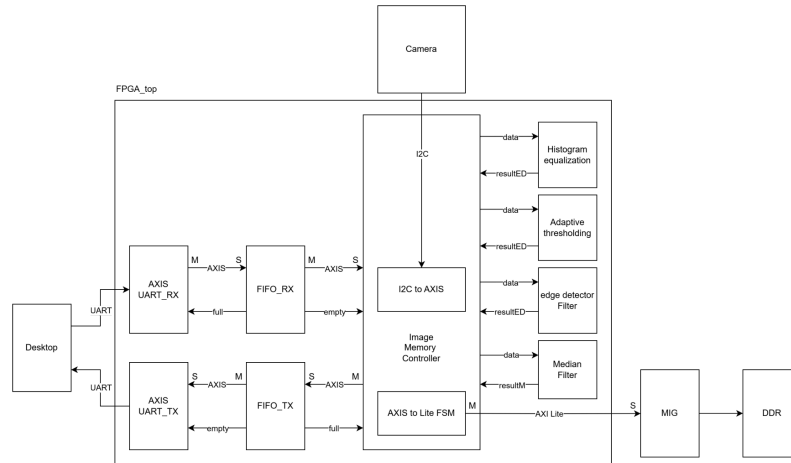 Camera
FPGA_top
I2C
data
Histogram
equalization
resultED
data
Adaptive
thresholding
resultED
AXIS
UART_RX
M
AXIS
S
FIFO_RX
M
AXIS
S
full
empty
I2C to AXIS
data
edge detector
Filter
resultED
UART
Desktop
UART
Image
Memory
Controller
data
Median
Filter
resultM
AXIS
UART_TX
S
AXIS
M
FIFO_TX
S
AXIS
M
empty
full
AXIS to Lite FSM
M
AXI Lite
S
MIG
DDR